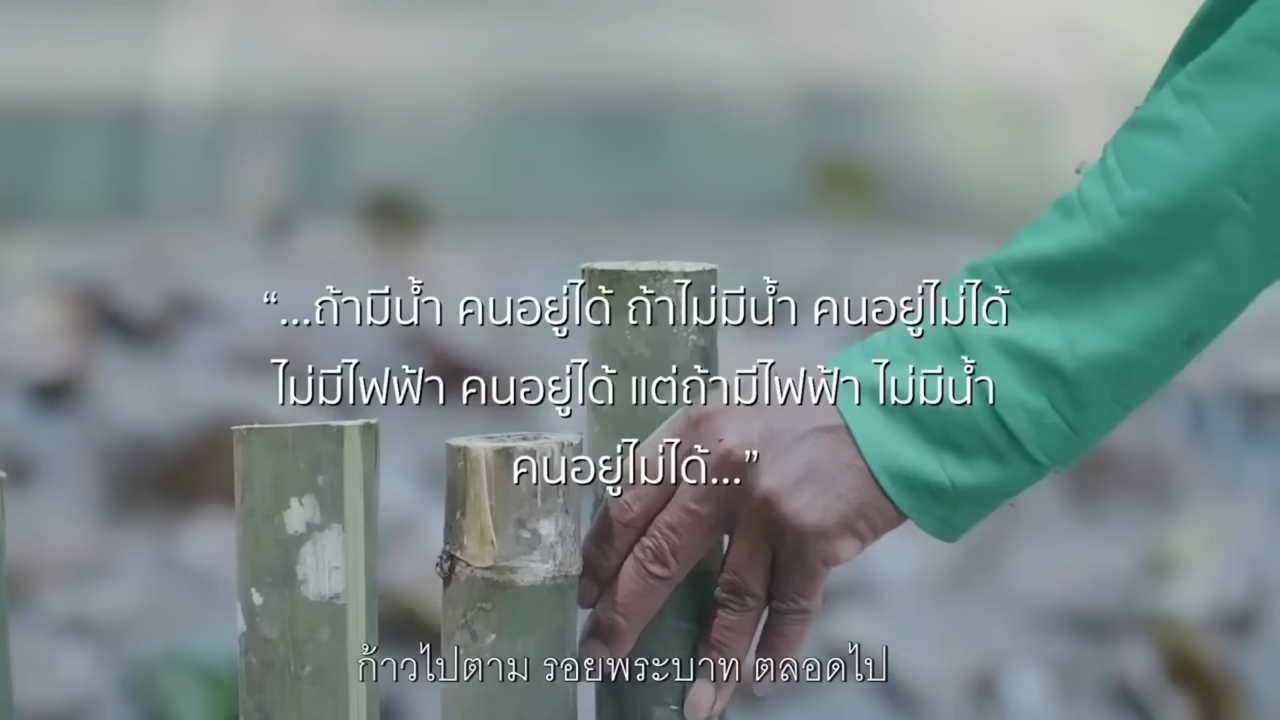 “...ถ้ามีน้ำ คนอยู่ได้ ถ้าไม่มีน้ำ คนอยู่ไม่ได้
ไม่มีไฟฟ้า คนอยู่ได้ แต่ถ้ามีไฟฟ้า ไม่มีน้ำ
คนอยู่ไม่ได้...”
ก้าวไปตาม รอยพระบาท ตลอดไป